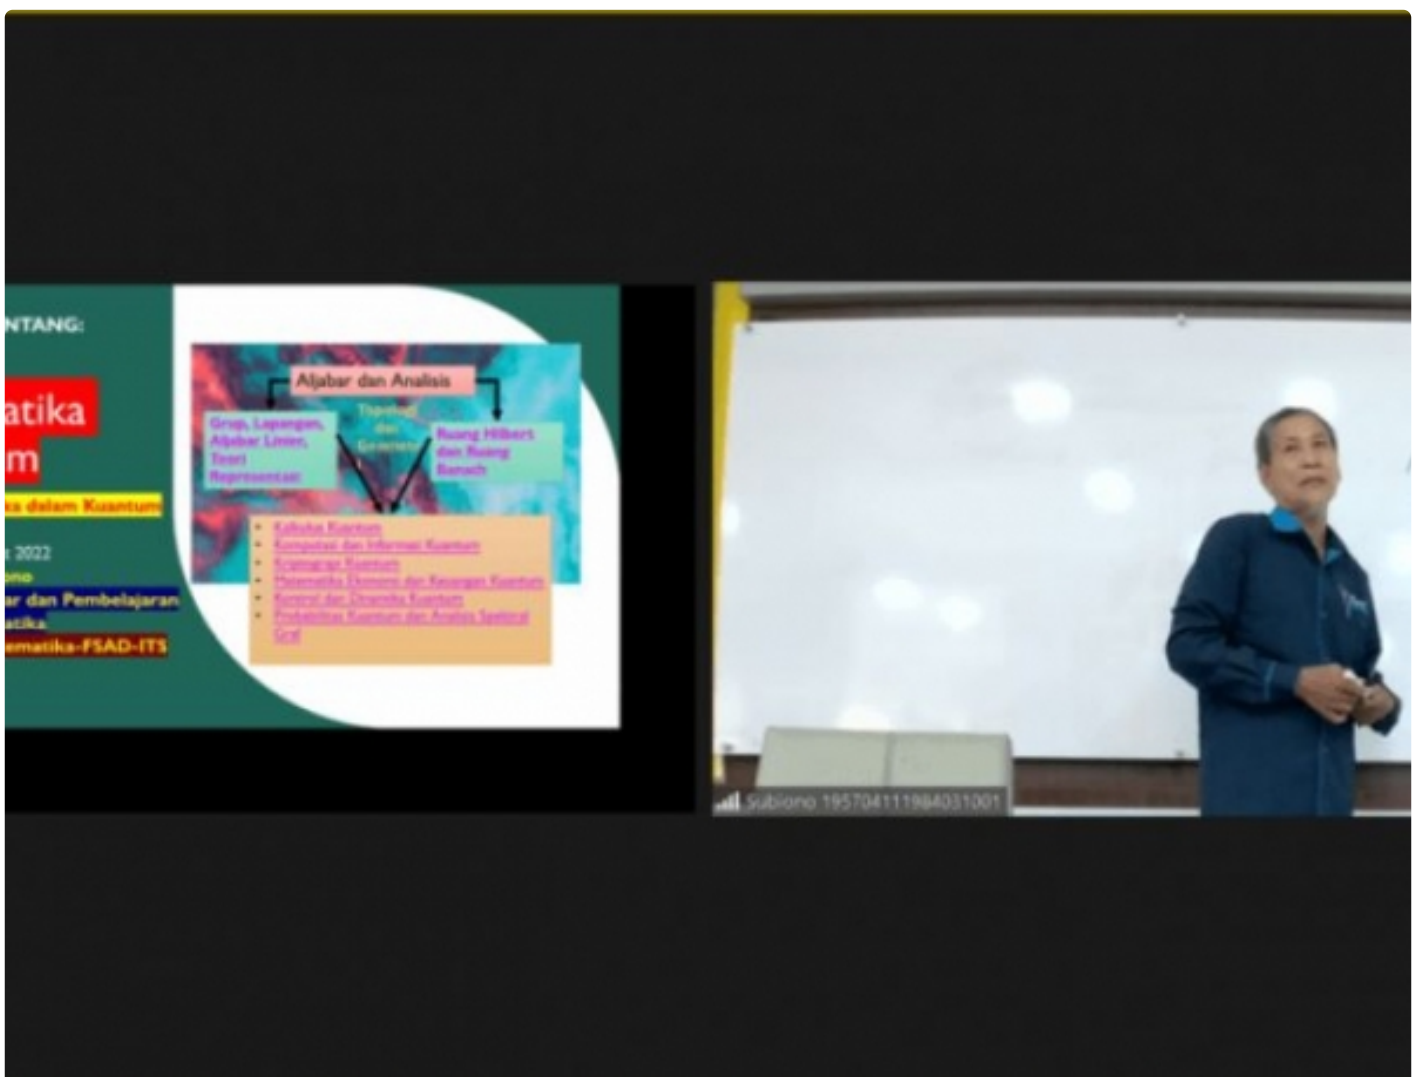 NTANG:
atika
m
ka dalam Kuantum
t 2022
ono
ar dan Pembelajaran
atika
ematika-FSAD-ITS
Aljabar dan Analisis
Topologi
dan
Geometri
Grup, Lapangan,
Aljabar Linier,
Teori
Representasi
Ruang Hilbert
dan Ruang
Banach
Kalkulus Kuantum
Komputasi dan Informasi Kuantum
Kriptografi Kuantum
Matematika Ekonomi dan Keuangan Kuantum
Kontrol dan Dinamika Kuantum
Probabilitas Kuantum dan Analisis Spektral
Graf
Subiono 195704111984031001